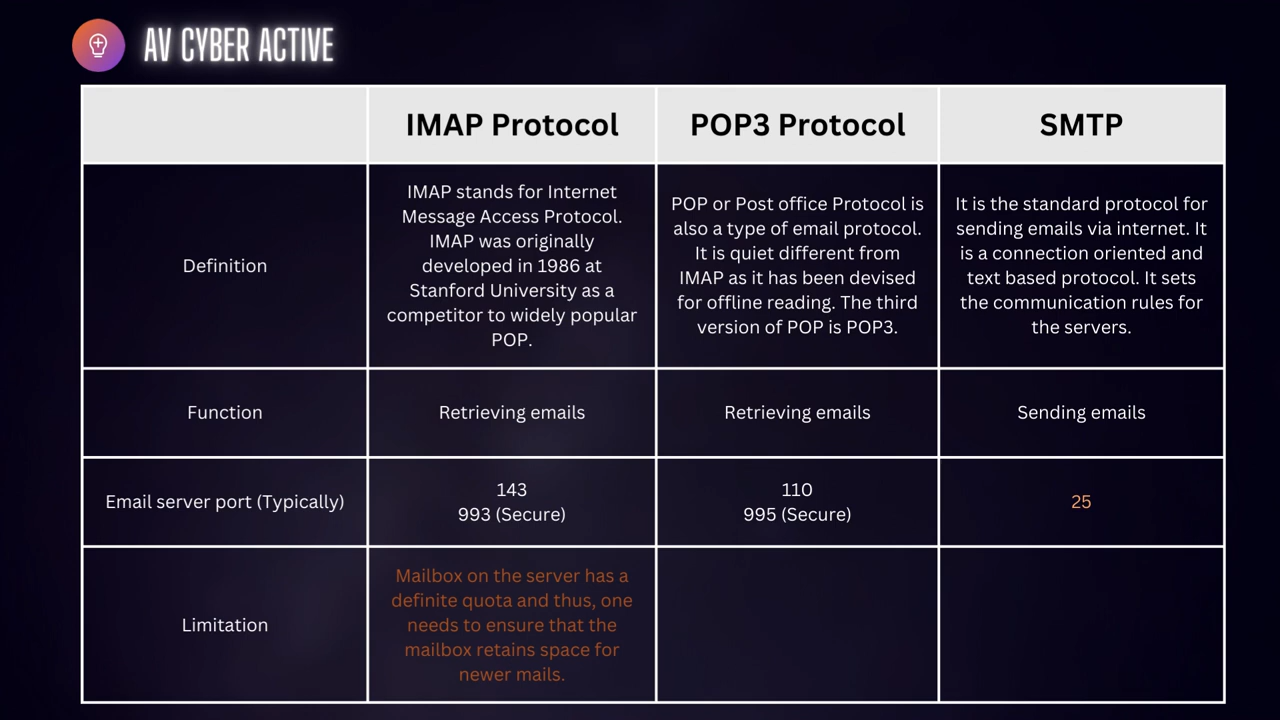 AV CYBER ACTIVE
IMAP Protocol
POP3 Protocol
SMTP
Definition
IMAP stands for Internet
Message Access Protocol.
IMAP was originally
developed in 1986 at
Stanford University as a
competitor to widely popular
POP.
POP or Post office Protocol is
also a type of email protocol.
It is quiet different from
IMAP as it has been devised
for offline reading. The third
version of POP is POP3.
It is the standard protocol for
sending emails via internet. It
is a connection oriented and
text based protocol. It sets
the communication rules for
the servers.
Function
Retrieving emails
Retrieving emails
Sending emails
Email server port (Typically)
143
993 (Secure)
110
995 (Secure)
25
Limitation
Mailbox on the server has a
definite quota and thus, one
needs to ensure that the
mailbox retains space for
newer mails.